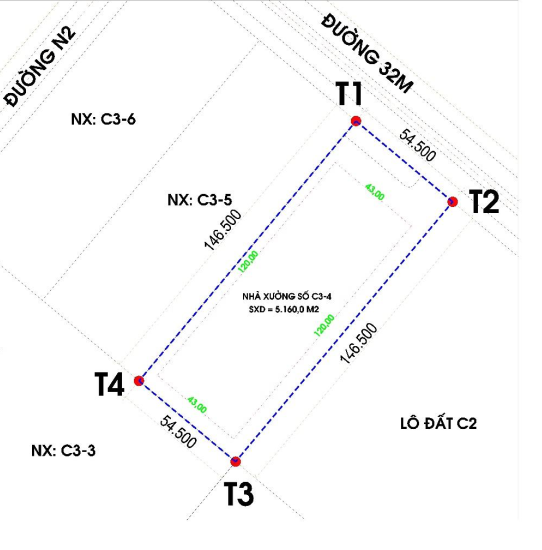 ĐƯỜNG N2
ĐƯỜNG 32M
T1
NX: C3-6
54.500
43,00
T2
NX: C3-5
146.500
120,00
NHÀ XƯỞNG SỐ C3-4
SXD = 5.160,0 M2
120,00
146.500
T4
43,00
54.500
LÔ ĐẤT C2
NX: C3-3
T3